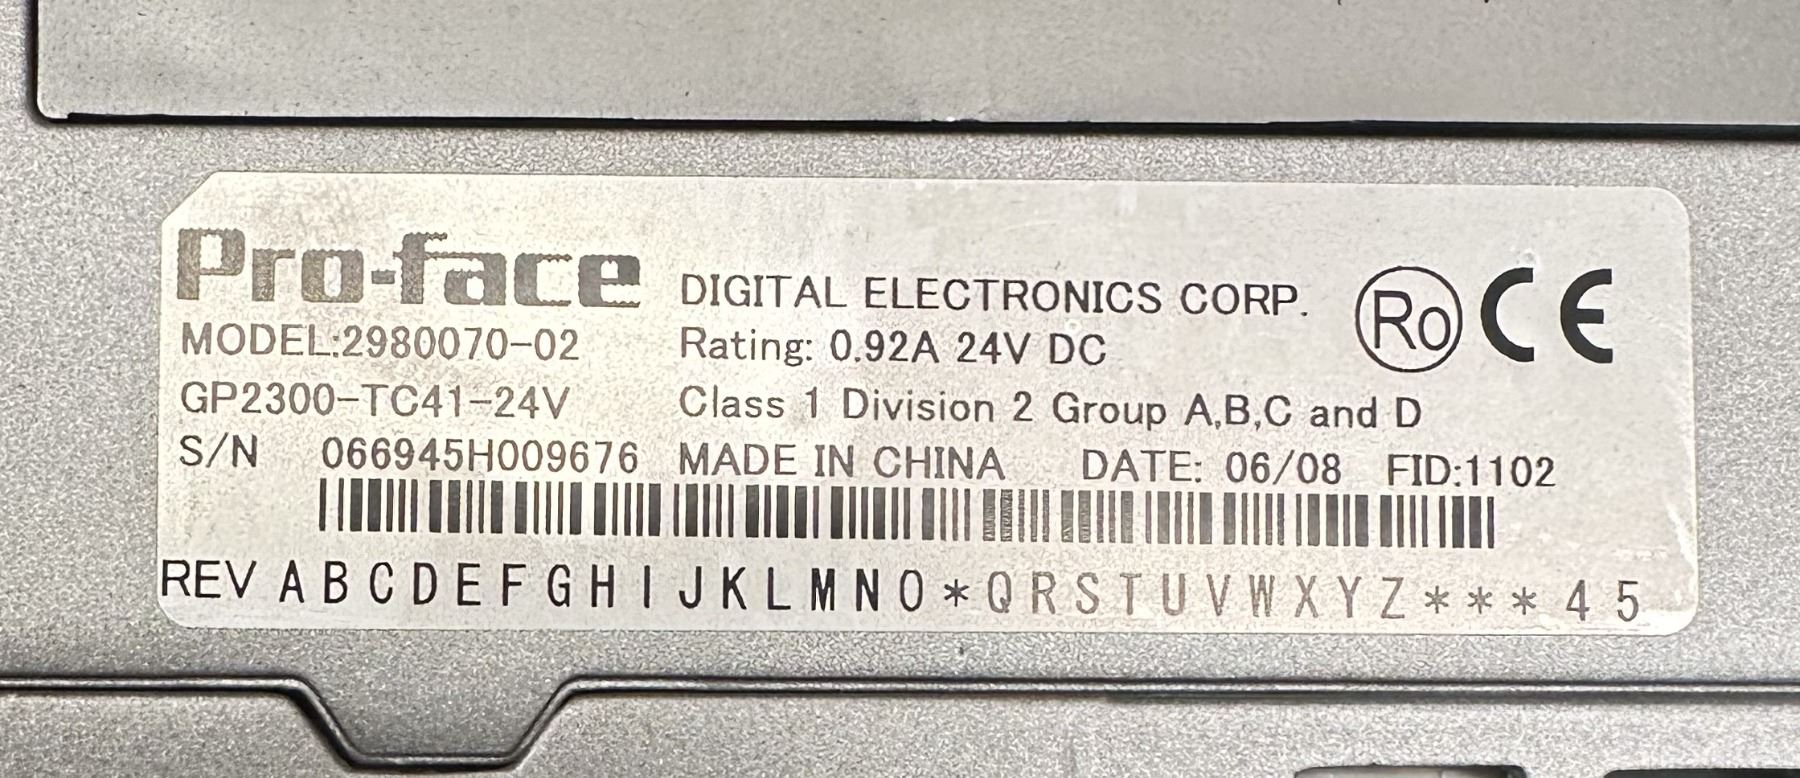 Pro-face DIGITAL ELECTRONICS CORP. Ro CE
MODEL:2980070-02 Rating: 0.92A 24V DC
GP2300-TC41-24V Class 1 Division 2 Group A,B,C and D
S/N 066945H009676 MADE IN CHINA DATE: 06/08 FID:1102
REV A B C D E F G H I J K L M N O * Q R S T U V W X Y Z * * * 4 5